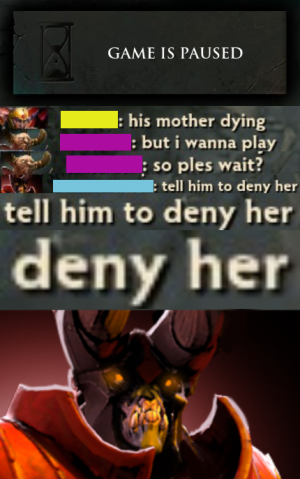 GAME IS PAUSED
: his mother dying
: but i wanna play
: so ples wait?
: tell him to deny her
tell him to deny her
deny her